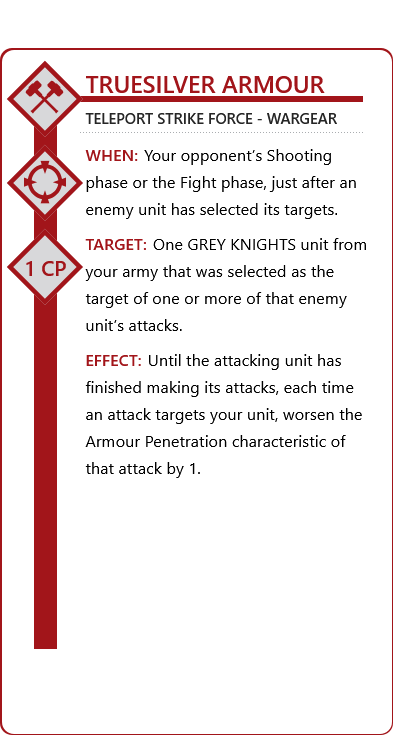 TRUESILVER ARMOUR
TELEPORT STRIKE FORCE - WARGEAR
WHEN: Your opponent’s Shooting
phase or the Fight phase, just after an
enemy unit has selected its targets.
TARGET: One GREY KNIGHTS unit from
your army that was selected as the
target of one or more of that enemy
unit’s attacks.
1 CP
EFFECT: Until the attacking unit has
finished making its attacks, each time
an attack targets your unit, worsen the
Armour Penetration characteristic of
that attack by 1.